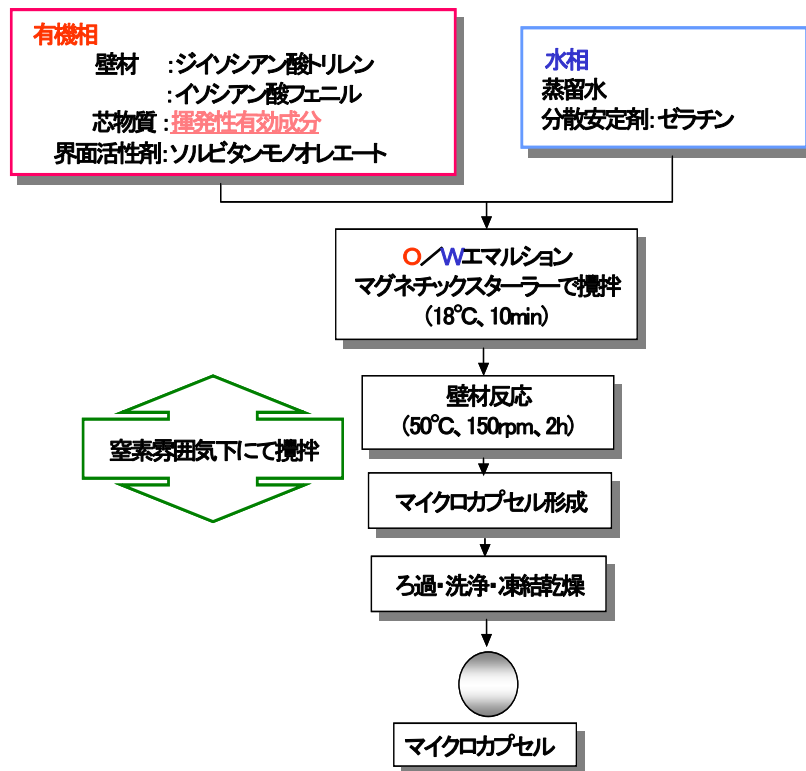 有機相
壁材　：ジイソシアン酸トリレン
：イソシアン酸フェニル
芯物質：揮発性有効成分
界面活性剤：ソルビタンモノオレエート
水相
蒸留水
分散安定剤：ゼラチン
O／Wエマルション
マグネチックスターラーで攪拌
（18℃、10min）
壁材反応
（50℃、150rpm、2h）
窒素雰囲気下にて攪拌
マイクロカプセル形成
ろ過・洗浄・凍結乾燥
マイクロカプセル